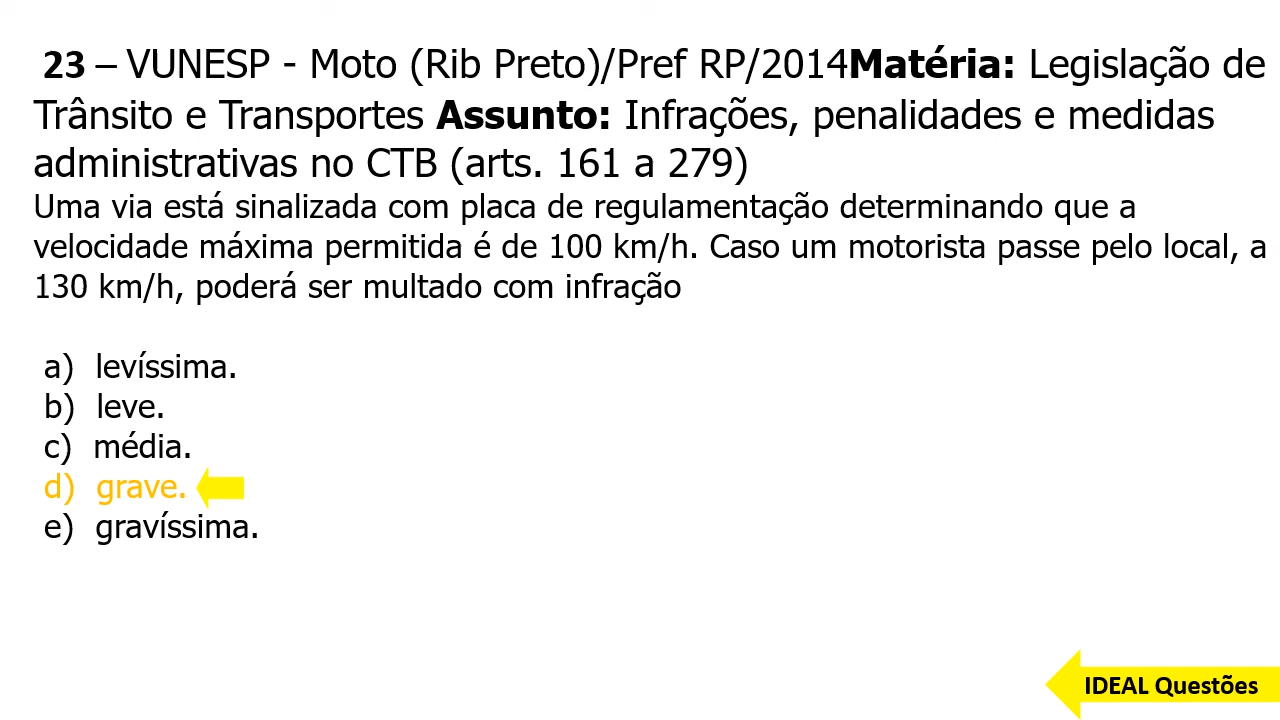 23 – VUNESP - Moto (Rib Preto)/Pref RP/2014Matéria: Legislação de
Trânsito e Transportes Assunto: Infrações, penalidades e medidas
administrativas no CTB (arts. 161 a 279)
Uma via está sinalizada com placa de regulamentação determinando que a
velocidade máxima permitida é de 100 km/h. Caso um motorista passe pelo local, a
130 km/h, poderá ser multado com infração
a) levíssima.
b) leve.
c) média.
d) grave.
e) gravíssima.
IDEAL Questões